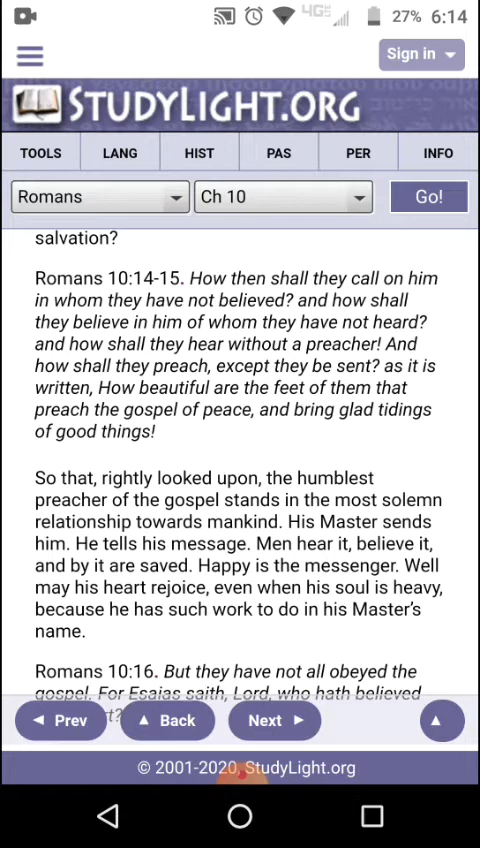 4G
27% 6:14
Sign in
STUDYLIGHT.ORG
TOOLS LANG HIST PAS PER INFO
Romans Ch 10 Go!
salvation?
Romans 10:14-15. How then shall they call on him
in whom they have not believed? and how shall
they believe in him of whom they have not heard?
and how shall they hear without a preacher! And
how shall they preach, except they be sent? as it is
written, How beautiful are the feet of them that
preach the gospel of peace, and bring glad tidings
of good things!
So that, rightly looked upon, the humblest
preacher of the gospel stands in the most solemn
relationship towards mankind. His Master sends
him. He tells his message. Men hear it, believe it,
and by it are saved. Happy is the messenger. Well
may his heart rejoice, even when his soul is heavy,
because he has such work to do in his Master’s
name.
Romans 10:16. But they have not all obeyed the
gospel. For Esaias saith, Lord, who hath believed
Prev Back Next
© 2001-2020, StudyLight.org